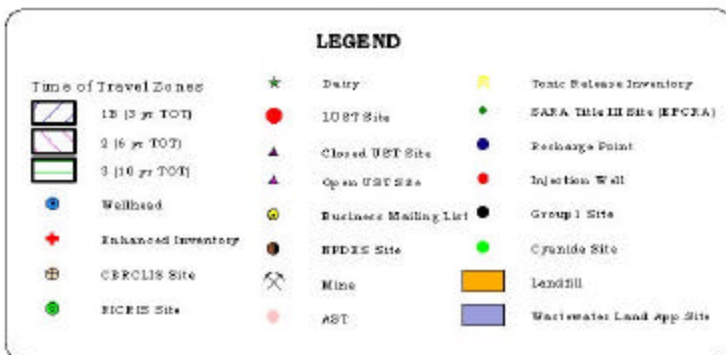 LEGEND
Time of Travel Zones
1B (3 yr TOT)
2 (6 yr TOT)
3 (10 yr TOT)
Wellhead
Enhanced Inventory
CERCLIS Site
RICRIS Site
Dairy
LUST Site
Closed UST Site
Open UST Site
Business Mailing List
NPDES Site
Mine
AST
Toxic Release Inventory
SARA Title III Site (EPCRA)
Recharge Point
Injection Well
Group 1 Site
Cyanide Site
Landfill
Wastewater Land App Site